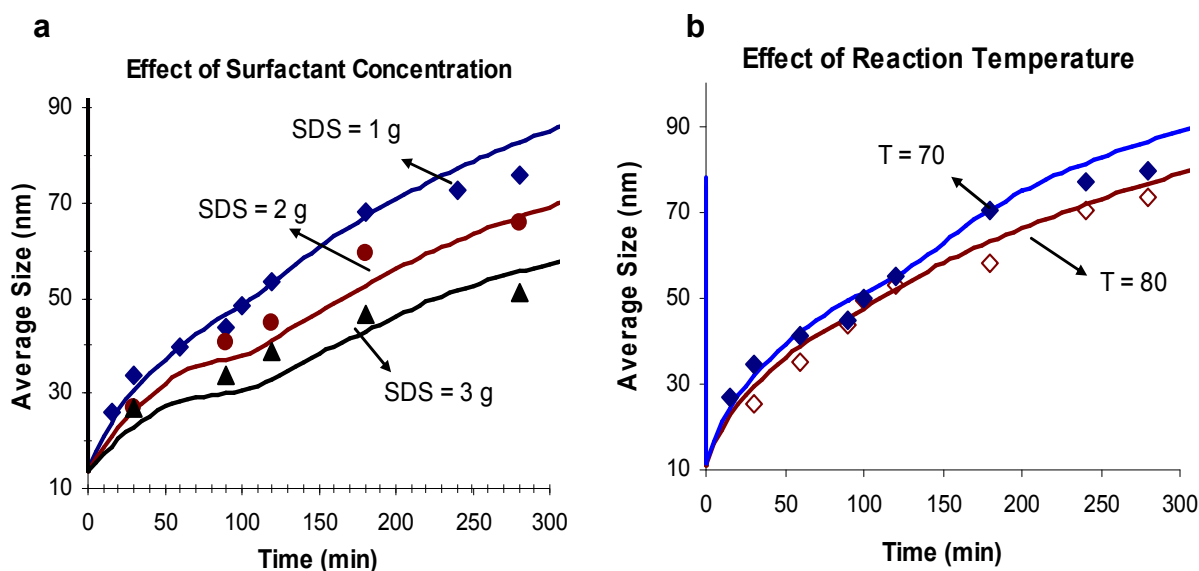 a
Effect of Surfactant Concentration
92
70
50
30
10
0
50
100
150
200
250
300
Average Size (nm)
Time (min)
SDS = 1 g
SDS = 2 g
SDS = 3 g
b
Effect of Reaction Temperature
90
70
50
30
10
0
50
100
150
200
250
300
Average Size (nm)
Time (min)
T = 70
T = 80